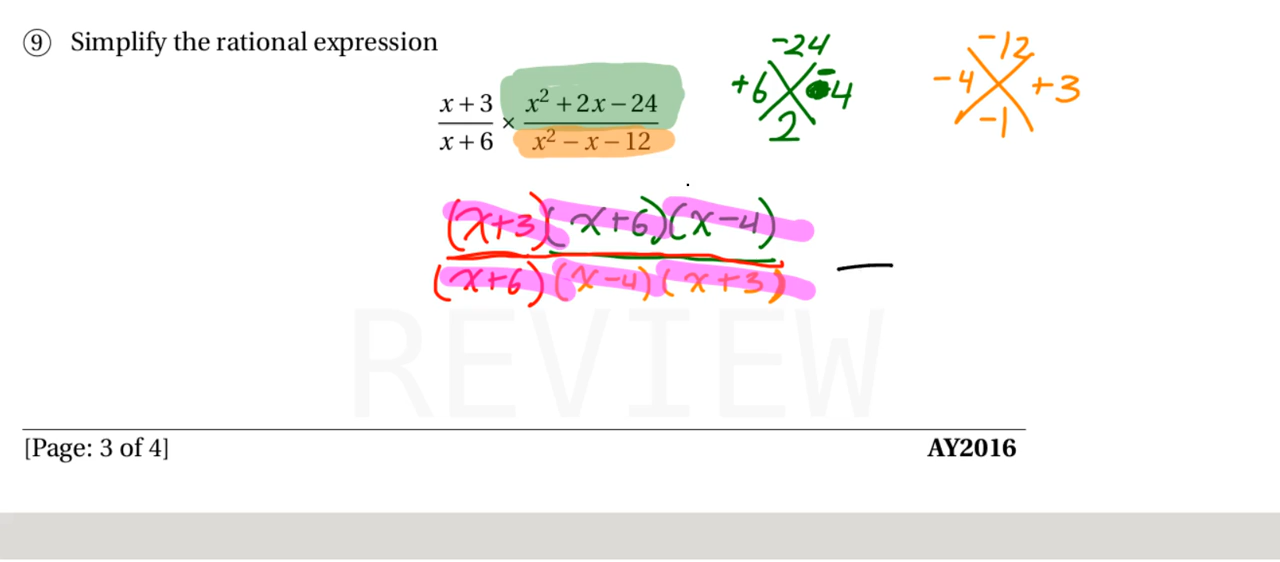 ⑨ Simplify the rational expression
x + 3 / x + 6 × x² + 2x − 24 / x² − x − 12
-24
+6 -4
2
-12
-4 +3
-1
(x+3)(x+6)(x-4)
(x+6)(x-4)(x+3)
REVIEW
[Page: 3 of 4] AY2016